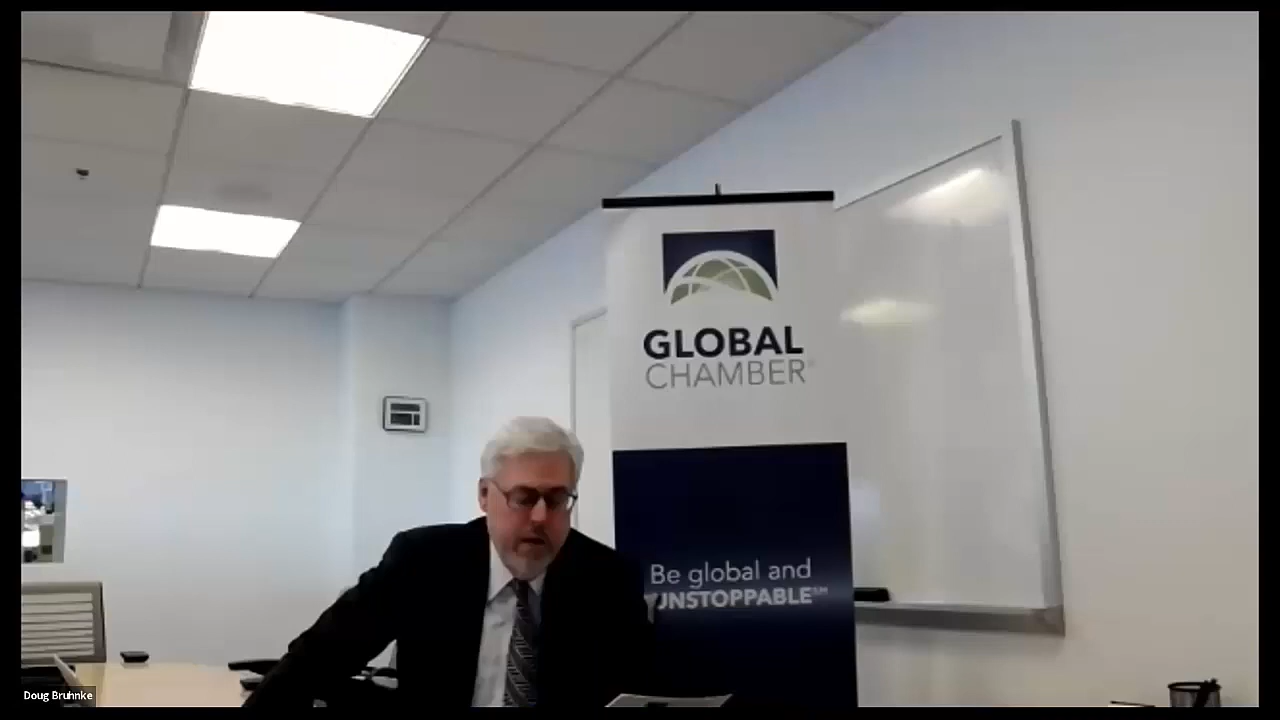 GLOBAL
CHAMBER®
Be global and
UNSTOPPABLE℠
Doug Bruhnke